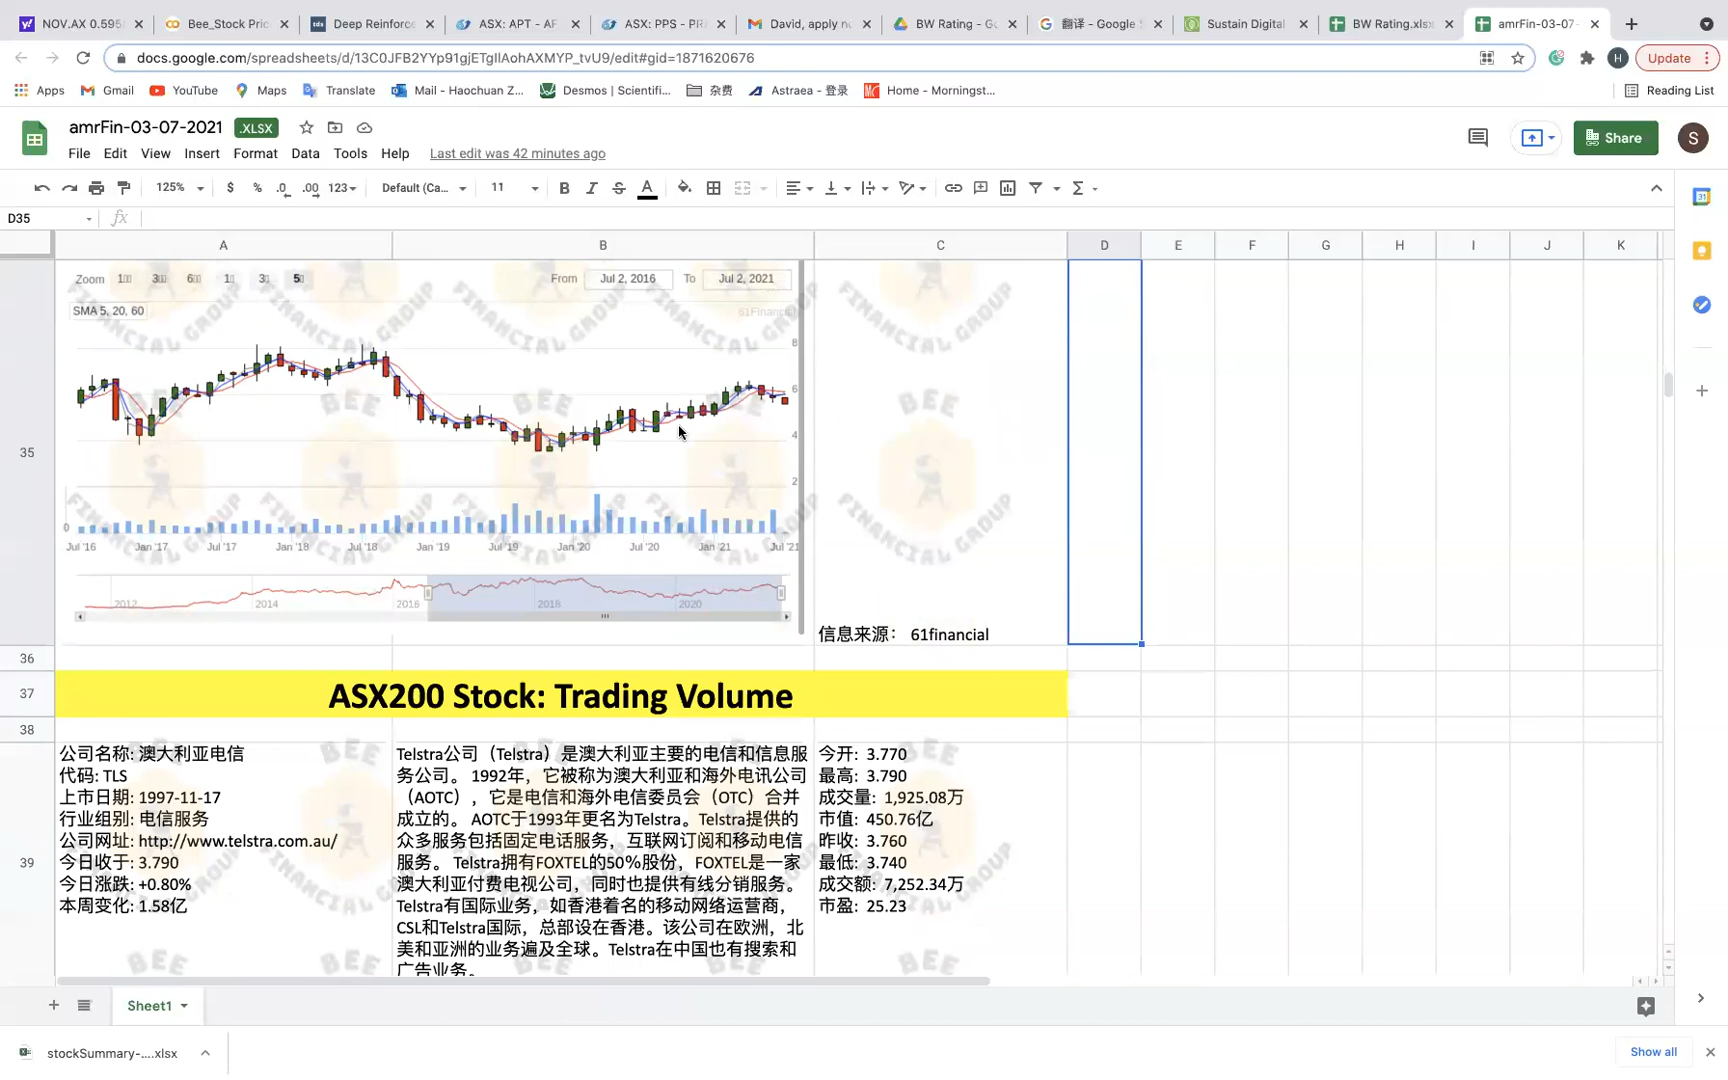 NOV.AX 0.595
Bee_Stock Pric
Deep Reinforce
ASX: APT - AF
ASX: PPS - PRA
David, apply no
BW Rating - Go
翻译 - Google S
Sustain Digital
BW Rating.xlsx
amrFin-03-07-
docs.google.com/spreadsheets/d/13C0JFB2YYp91gjETgIlAohAXMYP_tvU9/edit#gid=1871620676
H
Update
Apps
Gmail
YouTube
Maps
Translate
Mail - Haochuan Z...
Desmos | Scientifi...
杂费
Astraea - 登录
Home - Morningst...
Reading List
amrFin-03-07-2021 .XLSX
Share
S
File Edit View Insert Format Data Tools Help Last edit was 42 minutes ago
125% $ % .0 .00 123 Default (Ca... 11 B I S A
D35 fx
A B C D E F G H I J K
Zoom
From Jul 2, 2016 To Jul 2, 2021
SMA 5, 20, 60
61Financial
8
6
4
2
0
Jul '16 Jan '17 Jul '17 Jan '18 Jul '18 Jan '19 Jul '19 Jan '20 Jul '20 Jan '21 Jul '21
2012 2014 2016 2018 2020
BEE FINANCIAL GROUP
35
信息来源： 61financial
36
37
ASX200 Stock: Trading Volume
38
39
公司名称: 澳大利亚电信
代码: TLS
上市日期: 1997-11-17
行业组别: 电信服务
公司网址: http://www.telstra.com.au/
今日收于: 3.790
今日涨跌: +0.80%
本周变化: 1.58亿
Telstra公司（Telstra）是澳大利亚主要的电信和信息服
务公司。 1992年，它被称为澳大利亚和海外电讯公司
（AOTC），它是电信和海外电信委员会（OTC）合并
成立的。 AOTC于1993年更名为Telstra。Telstra提供的
众多服务包括固定电话服务，互联网订阅和移动电信
服务。 Telstra拥有FOXTEL的50％股份，FOXTEL是一家
澳大利亚付费电视公司，同时也提供有线分销服务。
Telstra有国际业务，如香港着名的移动网络运营商，
CSL和Telstra国际，总部设在香港。该公司在欧洲，北
美和亚洲的业务遍及全球。Telstra在中国也有搜索和
广告业务。
今开: 3.770
最高: 3.790
成交量: 1,925.08万
市值: 450.76亿
昨收: 3.760
最低: 3.740
成交额: 7,252.34万
市盈: 25.23
Sheet1
stockSummary-....xlsx
Show all